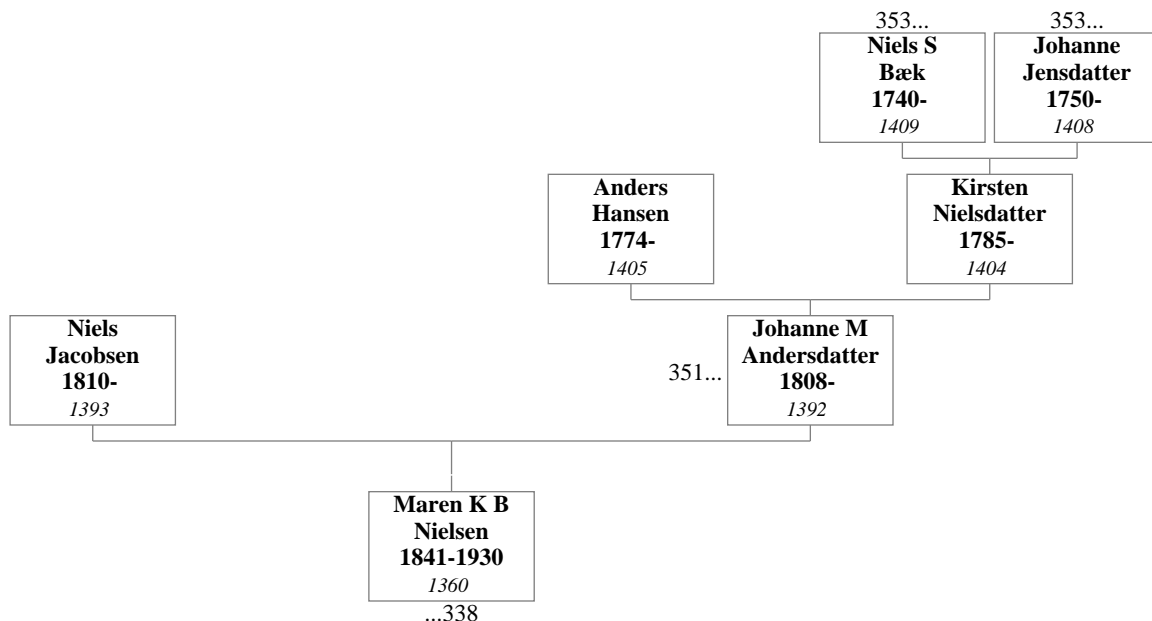 353...
353...
Niels S
Bæk
1740-
1409
Johanne
Jensdatter
1750-
1408
Anders
Hansen
1774-
1405
Kirsten
Nielsdatter
1785-
1404
Niels
Jacobsen
1810-
1393
351...
Johanne M
Andersdatter
1808-
1392
Maren K B
Nielsen
1841-1930
1360
...338